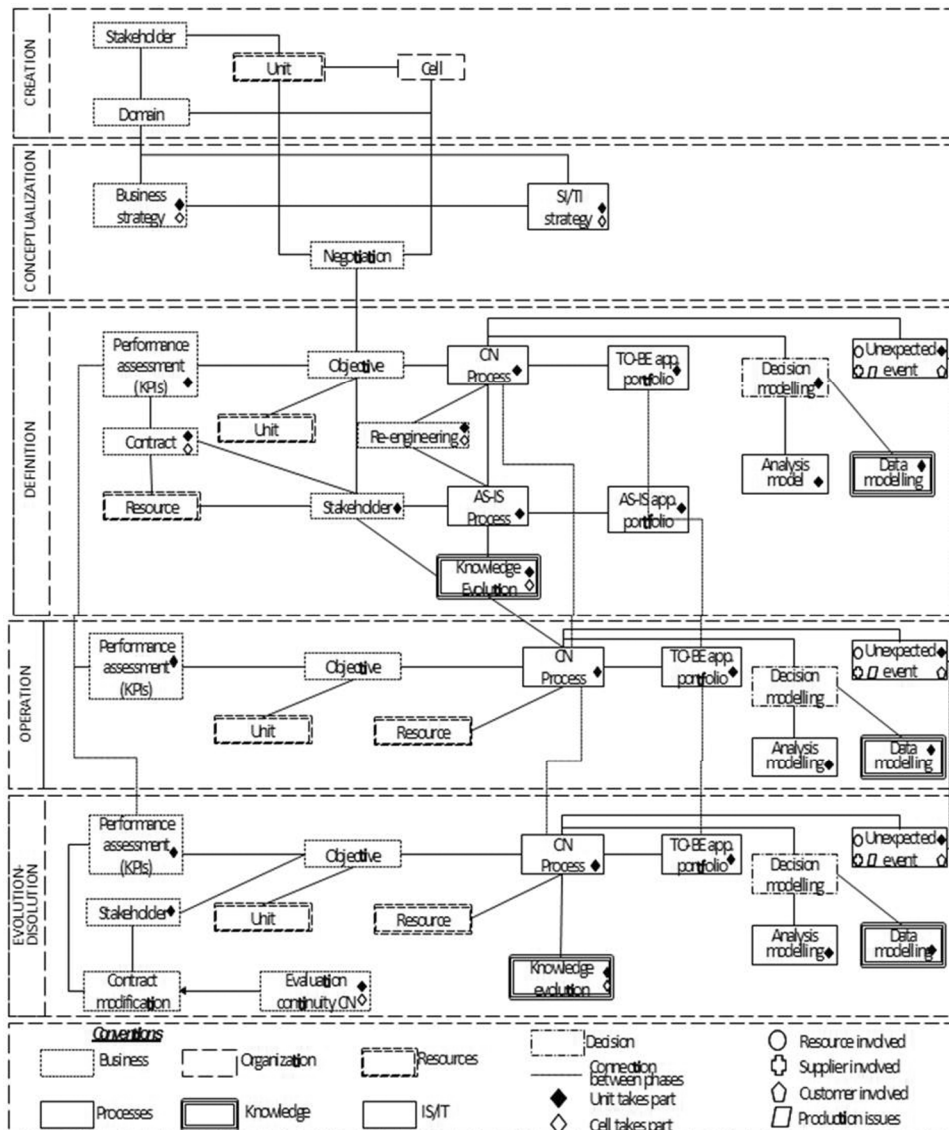 CREATION
Stakeholder
Unit
Cell
Domain
CONCEPTUALIZATION
Business
strategy
SI/TI
strategy
Negotiation
DEFINITION
Performance
assessment
(KPIs)
Objective
CN
Process
TO-BE app.
portfolio
Decision
modelling
Unexpected
event
Unit
Contract
Re-engineering
Analysis
model
Data
modelling
Resource
Stakeholder
AS-IS
Process
AS-IS app.
portfolio
Knowledge
Evolution
OPERATION
Performance
assessment
(KPIs)
Objective
CN
Process
TO-BE app.
portfolio
Decision
modelling
Unexpected
event
Unit
Resource
Analysis
modelling
Data
modelling
EVOLUTION-
DISOLUTION
Performance
assessment
(KPIs)
Objective
CN
Process
TO-BE app.
portfolio
Decision
modelling
Unexpected
event
Stakeholder
Unit
Resource
Analysis
modelling
Data
modelling
Contract
modification
Evaluation
continuity CN
Knowledge
evolution
Conventions
Business
Organization
Resources
Decision
Connection
between phases
Unit takes part
Cell takes part
Processes
Knowledge
IS/IT
Resource involved
Supplier involved
Customer involved
Production issues